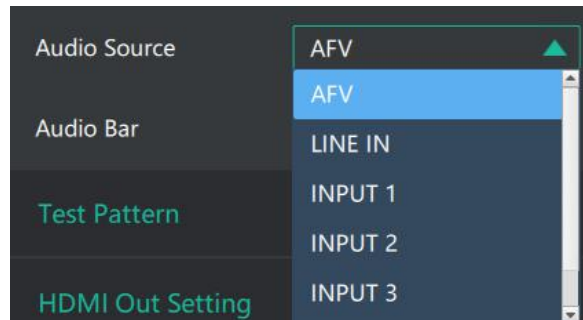 Audio Source
AFV
AFV
Audio Bar
LINE IN
INPUT 1
Test Pattern
INPUT 2
HDMI Out Setting
INPUT 3